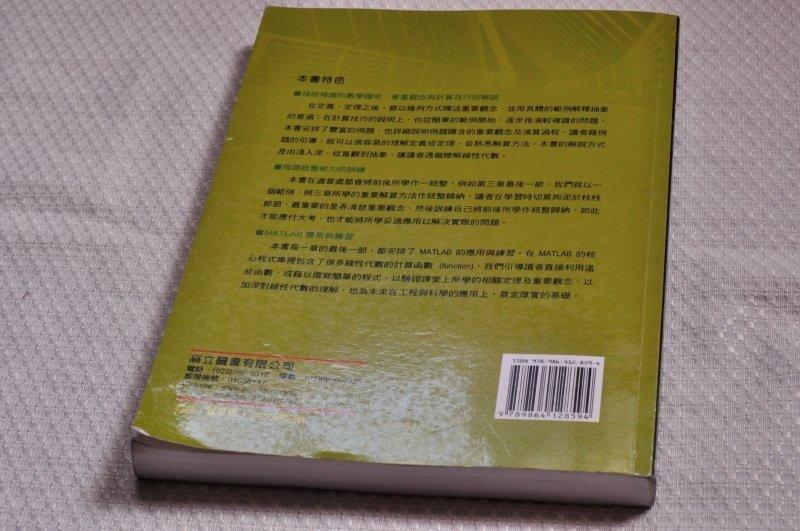 本書特色
■捨敘複雜的數學證明，著重觀念與計算技巧的解說
在定義、定理之後，都以條列方式陳述重要觀念，並用具體的範例解釋抽象
的意涵；在計算技巧的說明上，也從簡單的範例開始，逐步推演較複雜的問題。
本書安排了豐富的例題，也詳細說明例題隱含的重要觀念及演算過程，讀者藉例
題的引導，就可以很容易的理解定義或定理，並熟悉解算方法。本書的解說方式
是由淺入深，從直觀到抽象，讓讀者透徹瞭解線性代數。
■強調統整能力的訓練
本書在適當處都會將前後所學作一統整，例如第三章最後一節，我們就以一
個範例，將三章所學的重要解算方法作統整歸納。讀者在學習時切莫拘泥於枝枝
節節，最重要的是弄清楚重要觀念，然後訓練自己將前後所學作統整歸納，如此
才能應付大考，也才能將所學妥適應用以解決實際的問題。
■MATLAB 應用與練習
本書每一章的最後一節，都安排了 MATLAB 的應用與練習。在 MATLAB 的核
心程式庫裡包含了很多線性代數的計算函數 (function)，我們引導讀者直接利用這
些函數，或藉以撰寫簡單的程式，以驗證課堂上所學的相關定理及重要觀念，以
加深對線性代數的理解，也為未來在工程與科學的應用上，奠定厚實的基礎。
高立圖書有限公司
電話：(02)2290-0318
郵撥帳號：01056147
ISBN 978-986-412-859-4
9 789864 128594